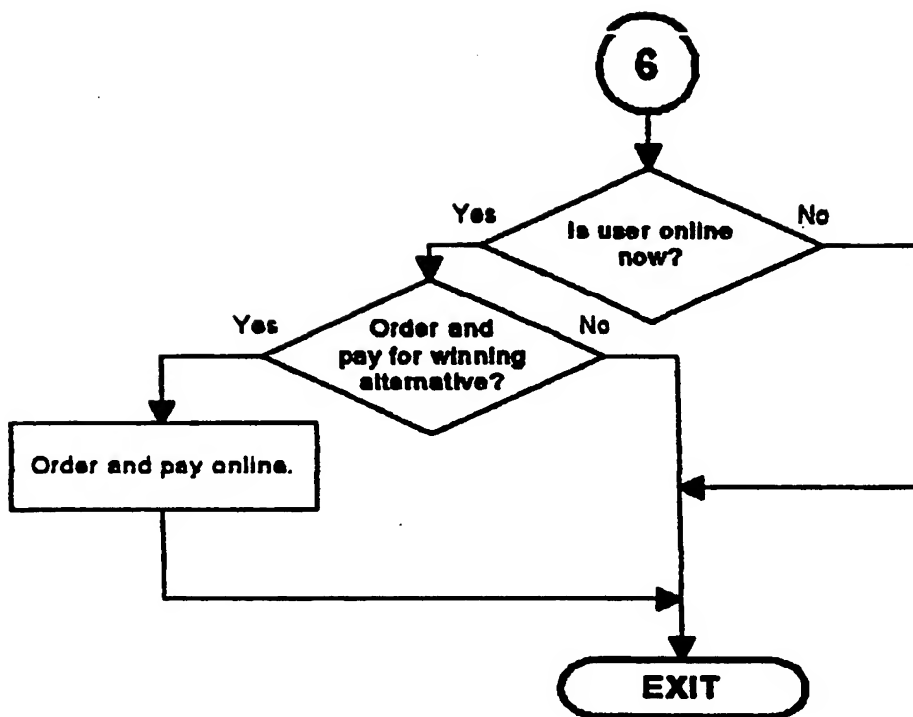 6
Is user online
now?
Yes
No
Order and
pay for winning
alternative?
Yes
No
Order and pay online.
EXIT